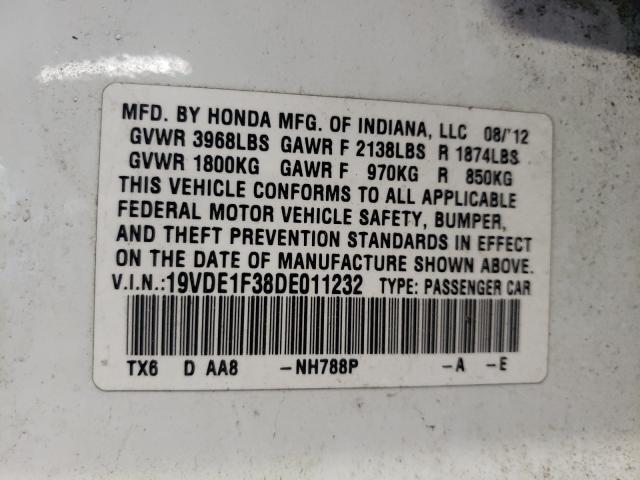 MFD. BY HONDA MFG. OF INDIANA, LLC 08/'12
GVWR 3968LBS GAWR F 2138LBS R 1874LBS
GVWR 1800KG GAWR F 970KG R 850KG
THIS VEHICLE CONFORMS TO ALL APPLICABLE
FEDERAL MOTOR VEHICLE SAFETY, BUMPER,
AND THEFT PREVENTION STANDARDS IN EFFECT
ON THE DATE OF MANUFACTURE SHOWN ABOVE.
V.I.N.:19VDE1F38DE011232 TYPE: PASSENGER CAR
TX6 D AA8 -NH788P -A -E